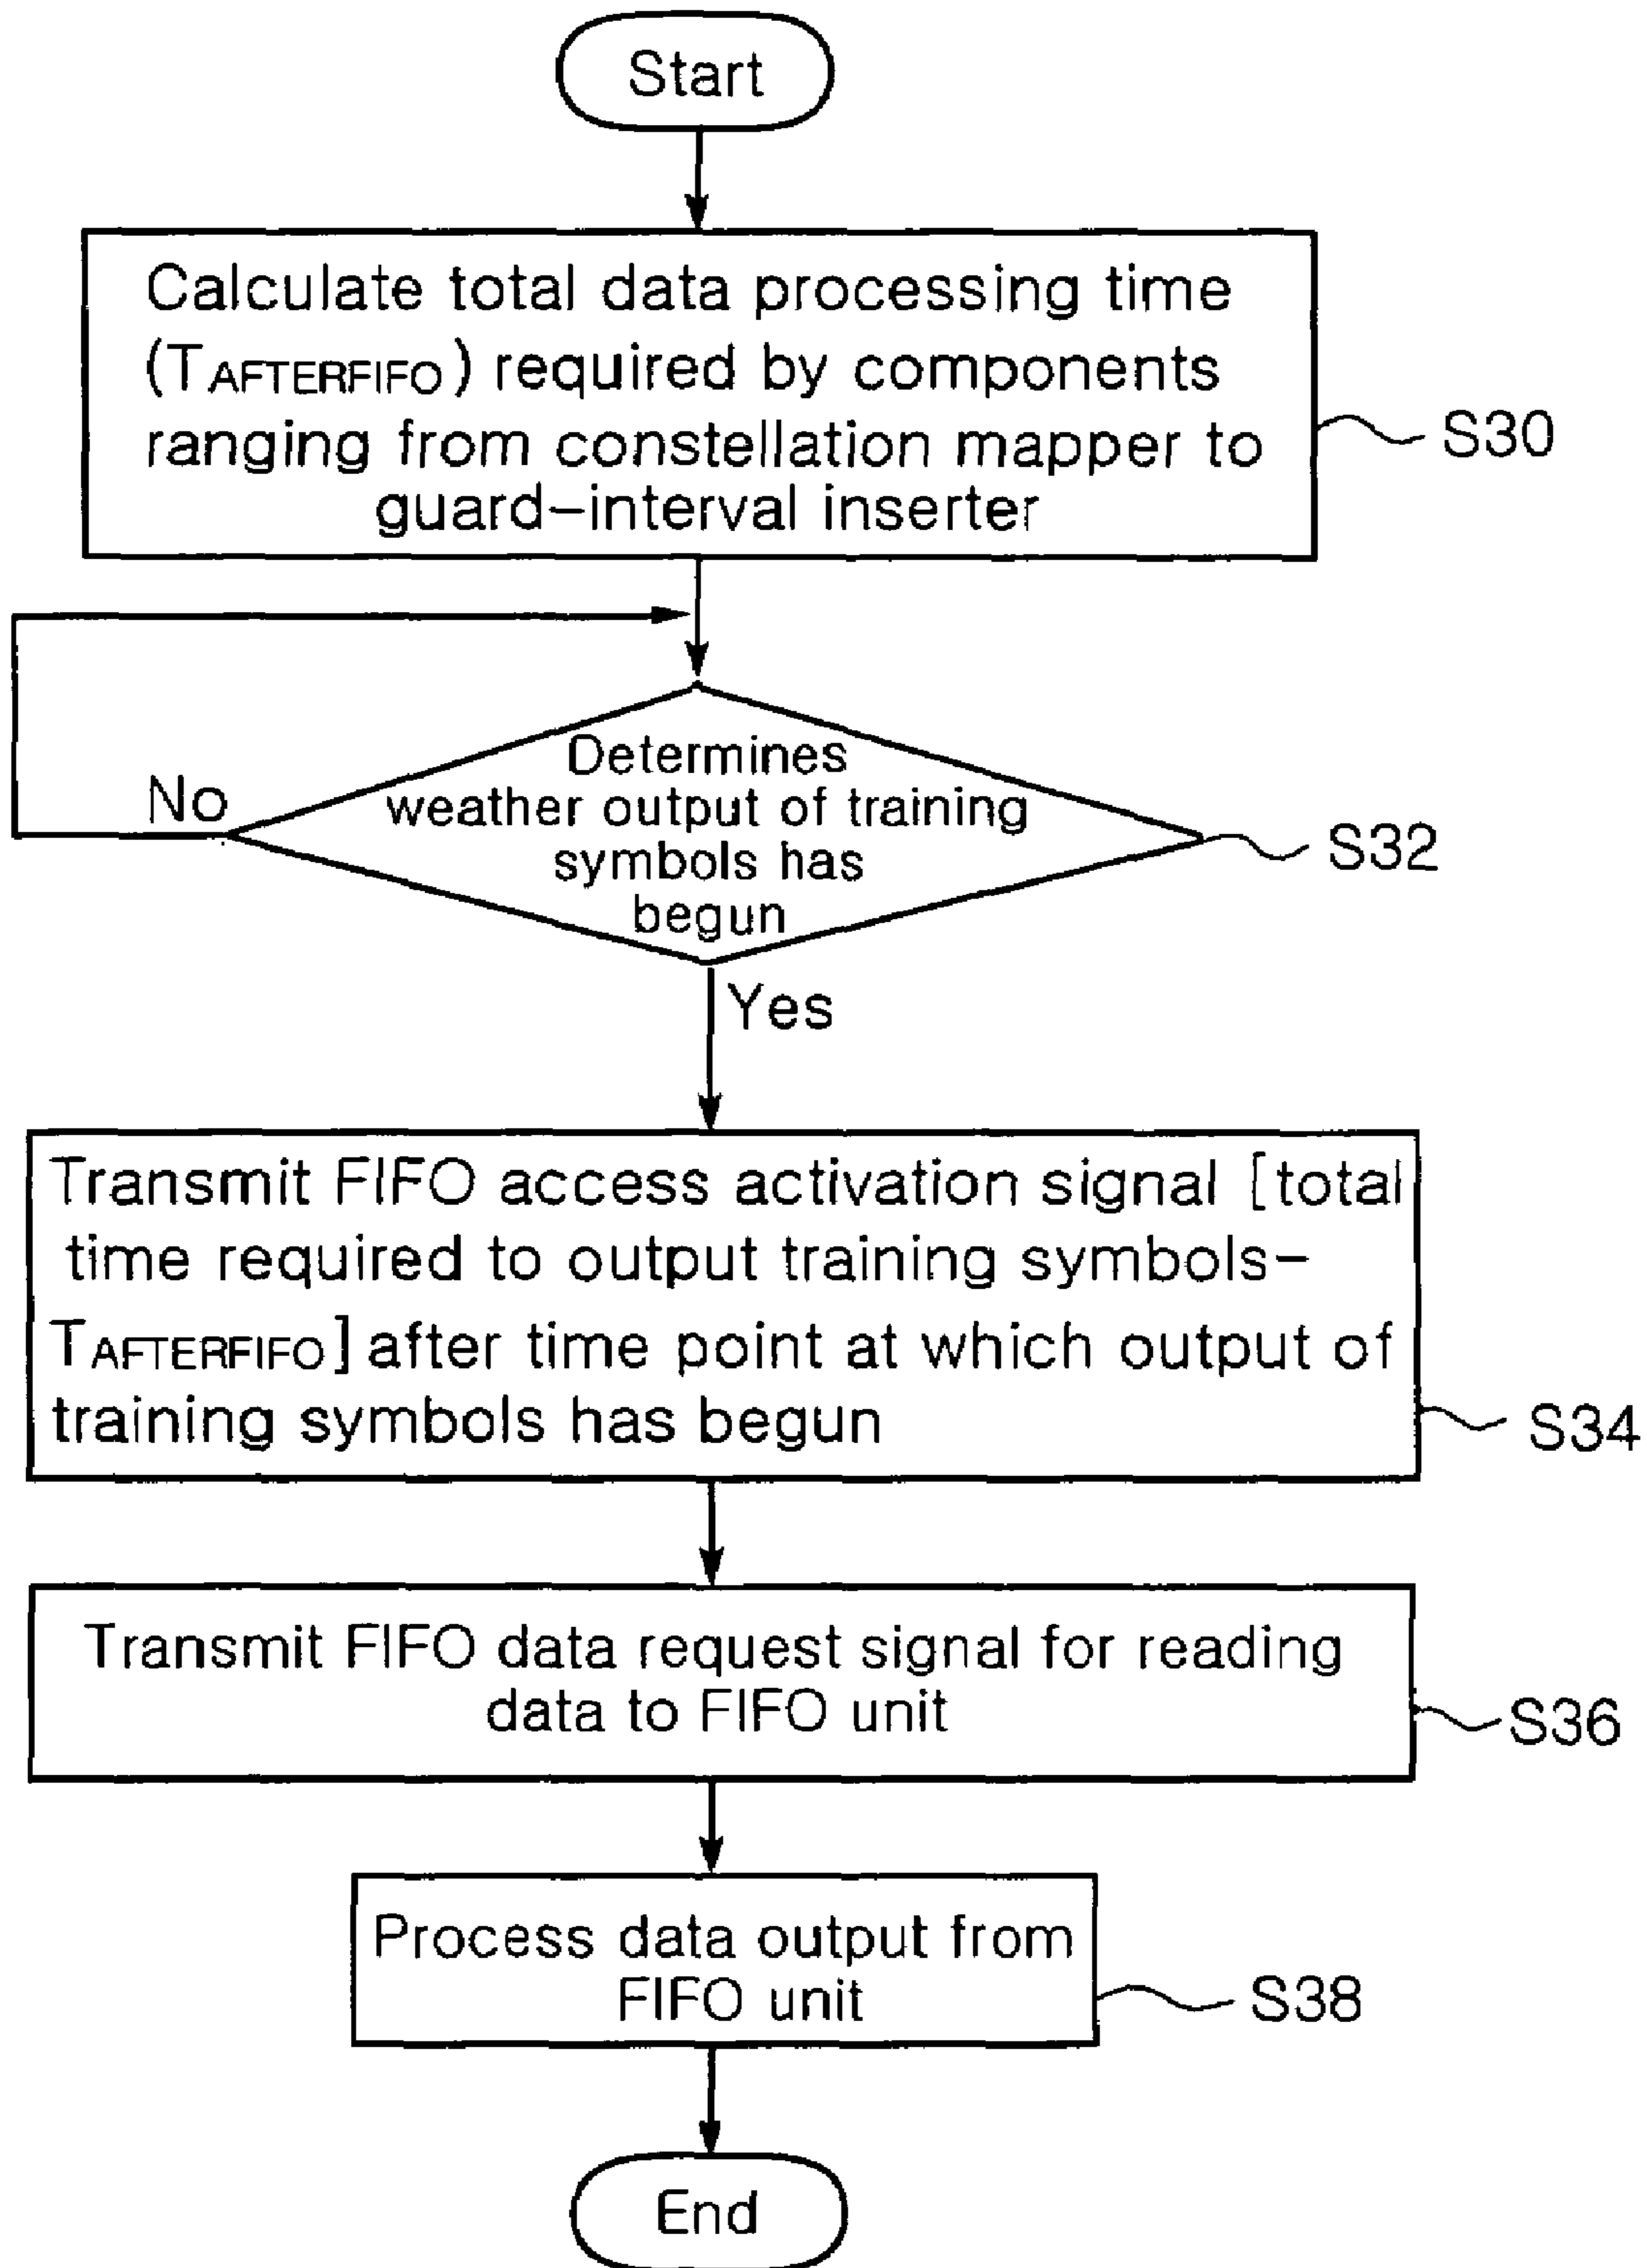 Start
Calculate total data processing time
(TAFTERFIFO) required by components
ranging from constellation mapper to
guard-interval inserter
S30
Determines
weather output of training
symbols has
begun
No
S32
Yes
Transmit FIFO access activation signal [total
time required to output training symbols-
TAFTERFIFO] after time point at which output of
training symbols has begun
S34
Transmit FIFO data request signal for reading
data to FIFO unit
S36
Process data output from
FIFO unit
S38
End